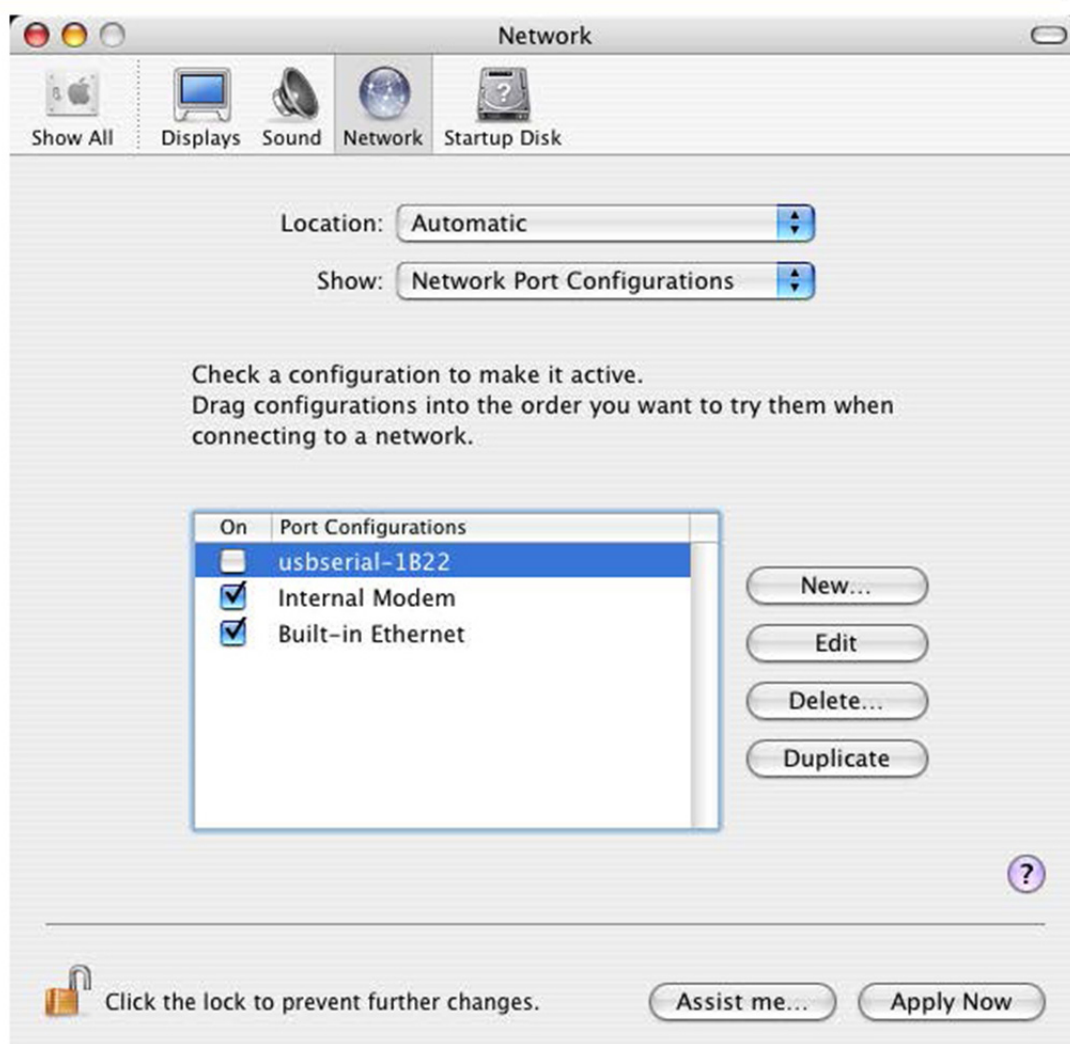 Network
Show All
Displays
Sound
Network
Startup Disk
Location: Automatic
Show: Network Port Configurations
Check a configuration to make it active.
Drag configurations into the order you want to try them when
connecting to a network.
On Port Configurations
usbserial-1B22
Internal Modem
Built-in Ethernet
New...
Edit
Delete...
Duplicate
?
Click the lock to prevent further changes.
Assist me...
Apply Now